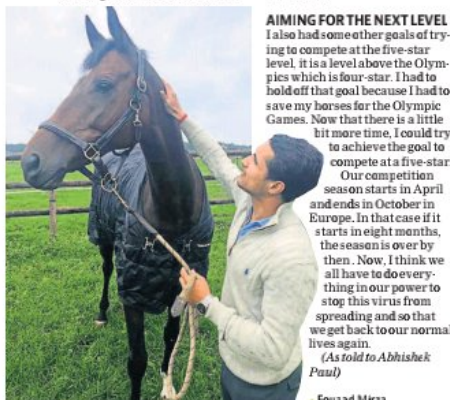 AIMING FOR THE NEXT LEVEL
I also had some other goals of try-
ing to compete at the five-star
level, it is a level above the Olym-
pics which is four-star. I had to
hold off that goal because I had to
save my horses for the Olympic
Games. Now that there is a little
bit more time, I could try
to achieve the goal to
compete at a five-star.
Our competition
season starts in April
and ends in October in
Europe. In that case if it
starts in eight months,
the season is over by
then. Now, I think we
all have to do every-
thing in our power to
stop this virus from
spreading and so that
we get back to our normal
lives again.
(As told to Abhishek
Paul)
- Fouaad Mirza